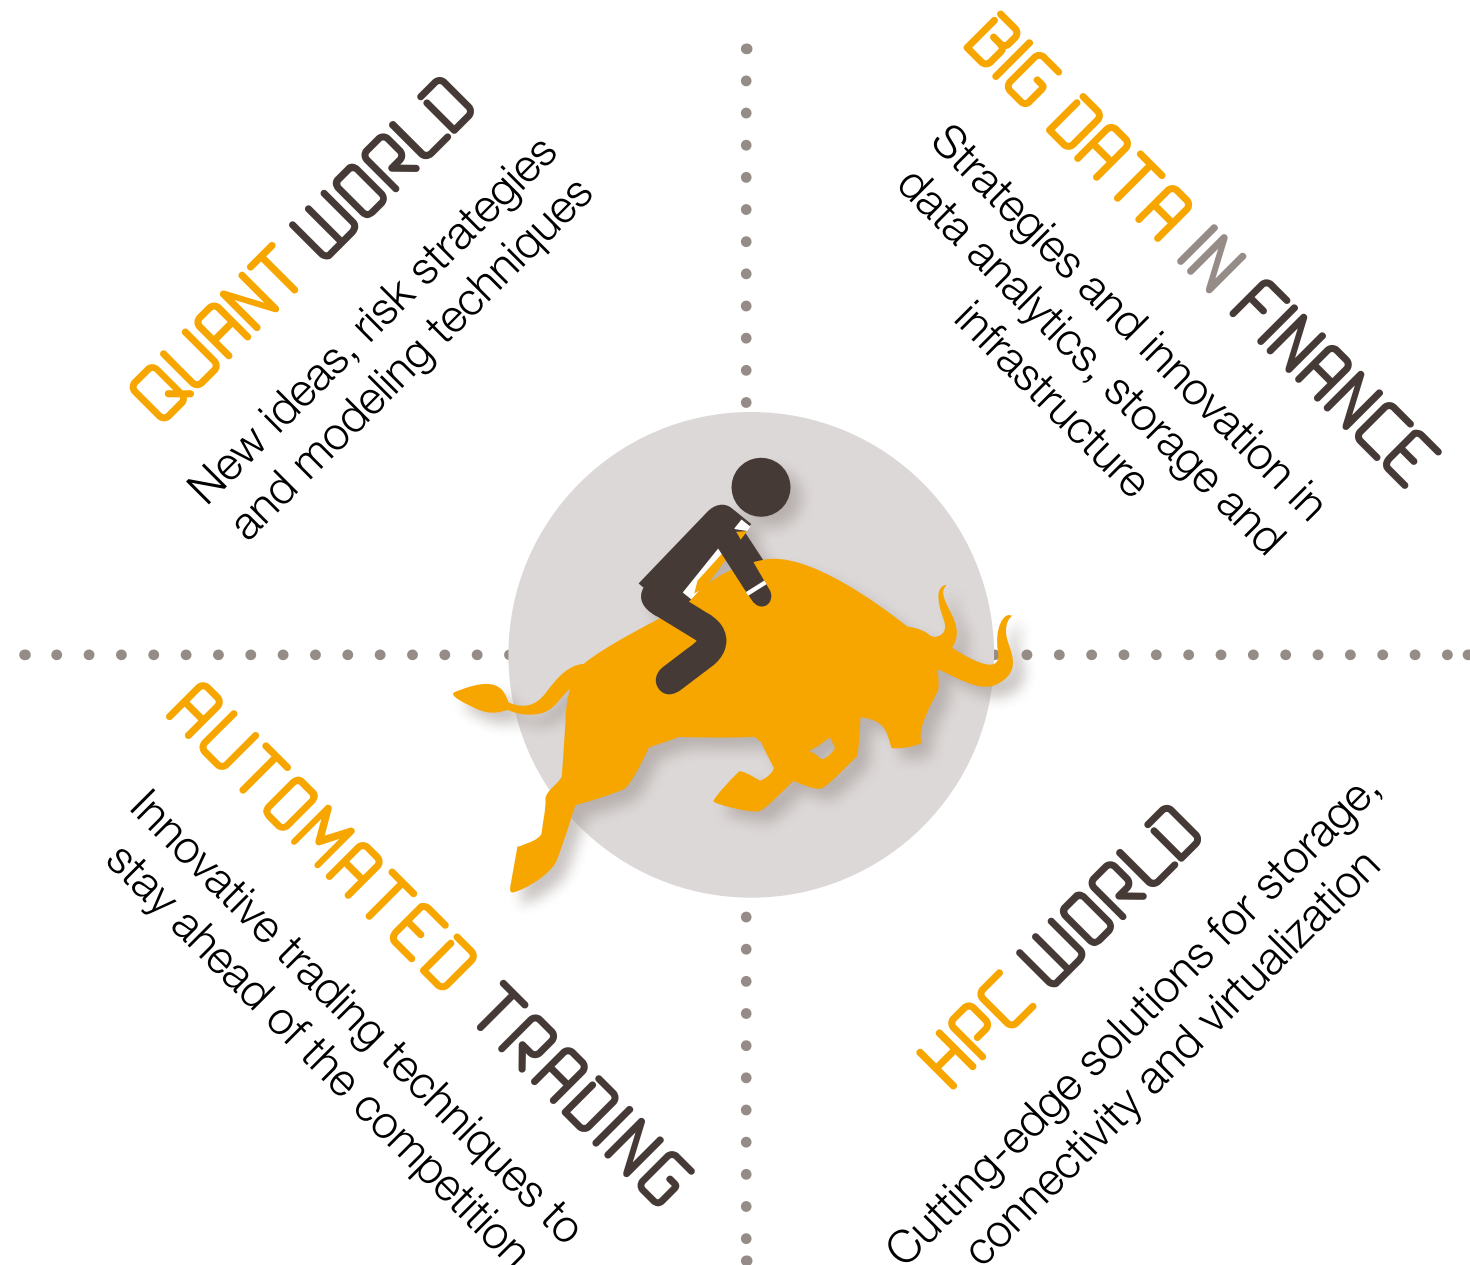 QUANT WORLD
New ideas, risk strategies
and modeling techniques
BIG DATA IN FINANCE
Strategies and innovation in
data analytics, storage and
infrastructure
AUTOMATED TRADING
Innovative trading techniques to
stay ahead of the competition
HPC WORLD
Cutting-edge solutions for storage,
connectivity and virtualization